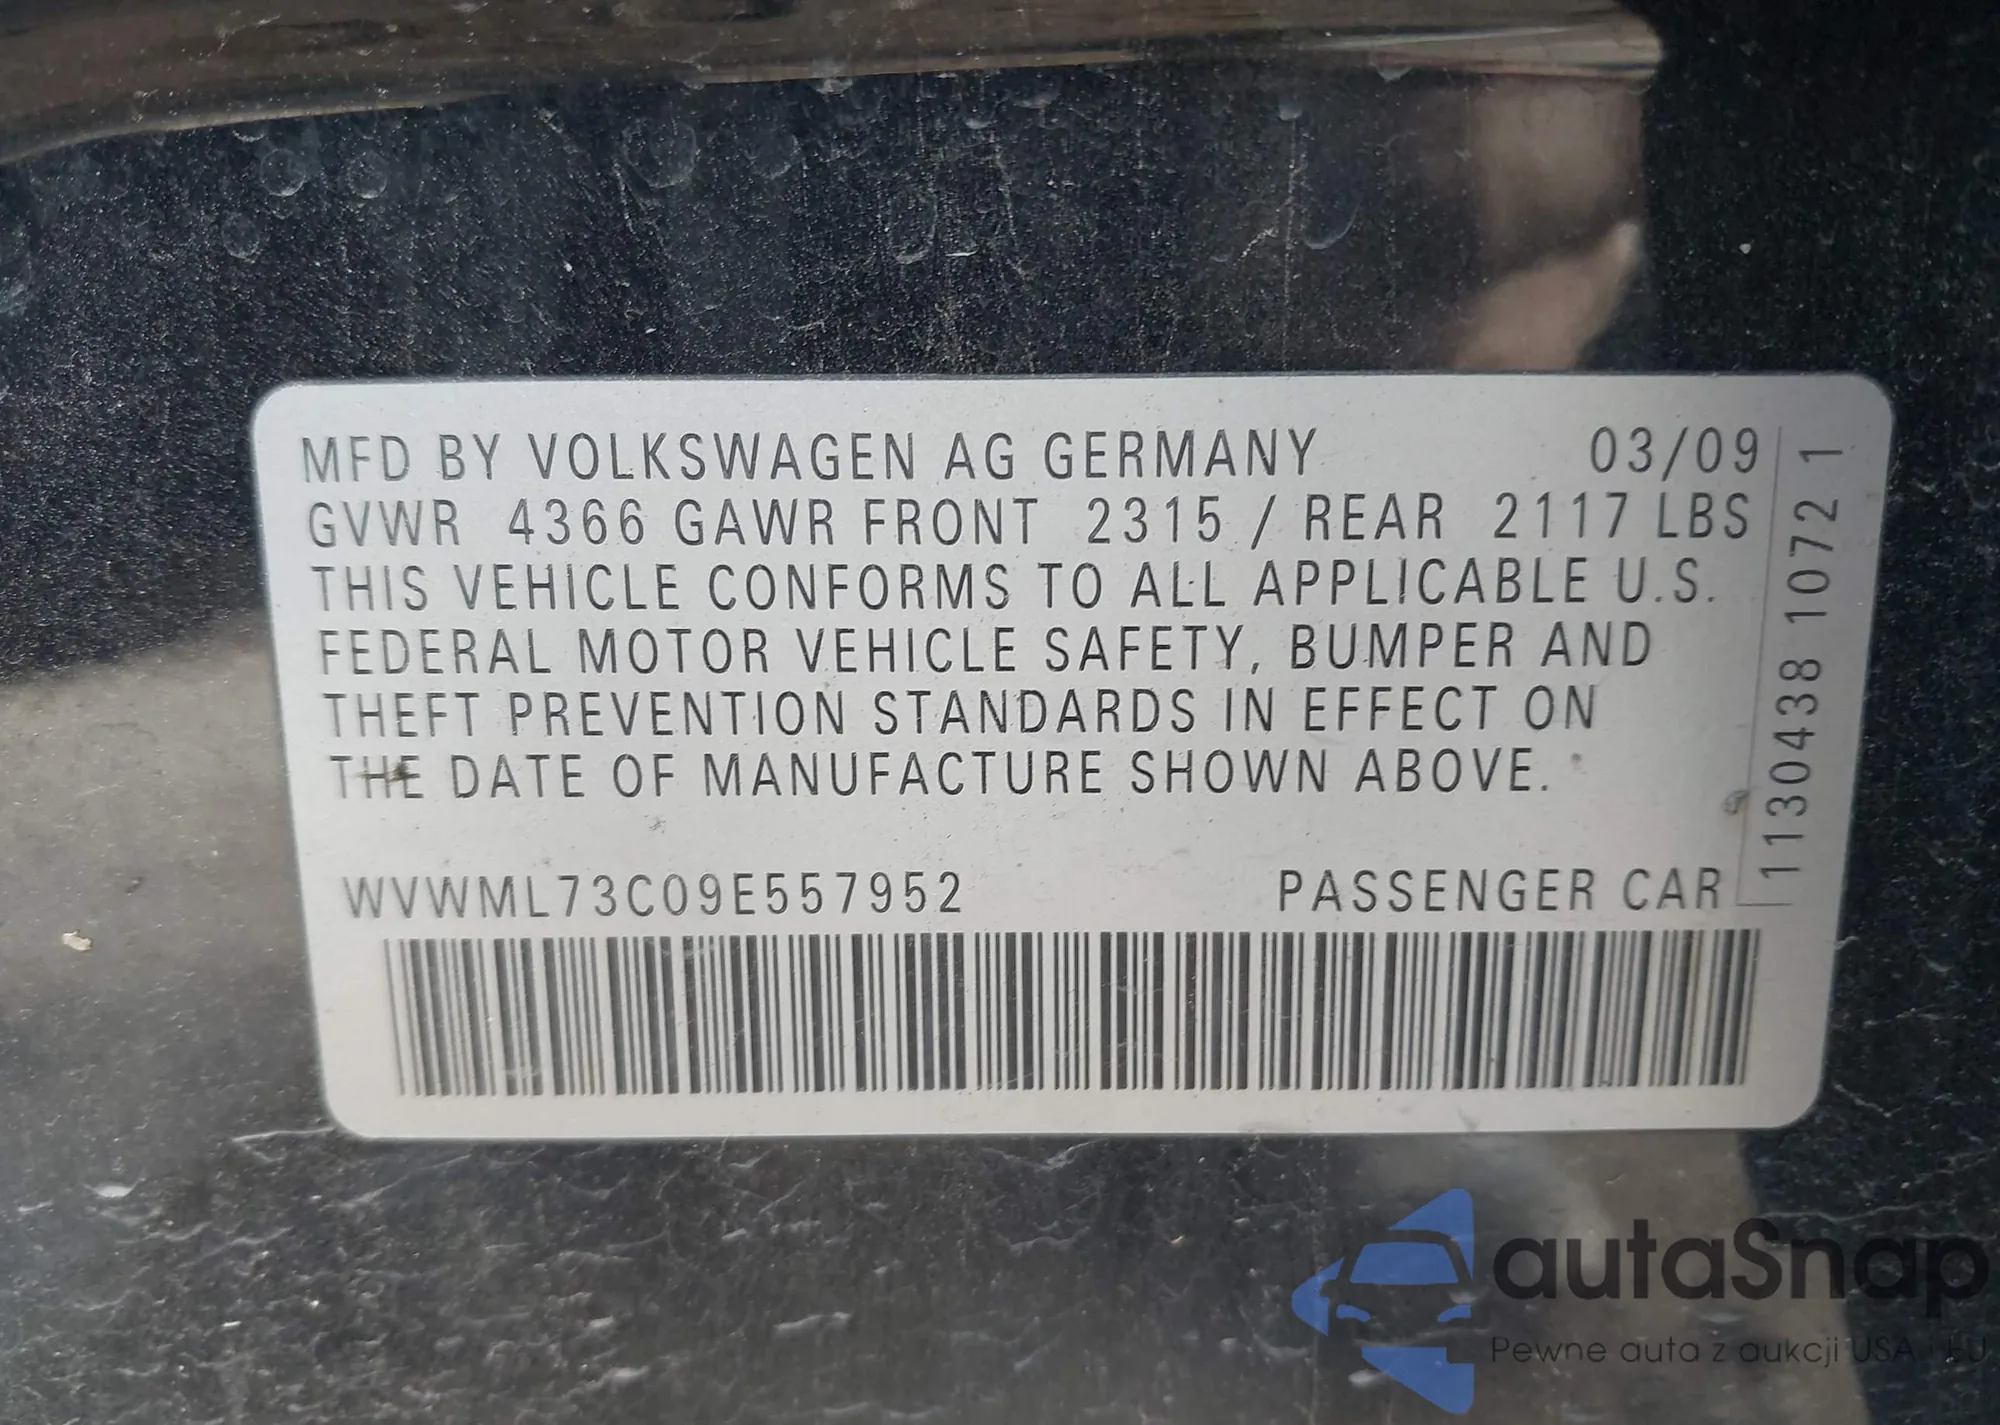 MFD BY VOLKSWAGEN AG GERMANY 03/09
GVWR 4366 GAWR FRONT 2315 / REAR 2117 LBS
THIS VEHICLE CONFORMS TO ALL APPLICABLE U.S.
FEDERAL MOTOR VEHICLE SAFETY, BUMPER AND
THEFT PREVENTION STANDARDS IN EFFECT ON
THE DATE OF MANUFACTURE SHOWN ABOVE.
WVWML73C09E557952 PASSENGER CAR
1130438 1072 1
autaSnap
Pewne auta z aukcji USA i EU